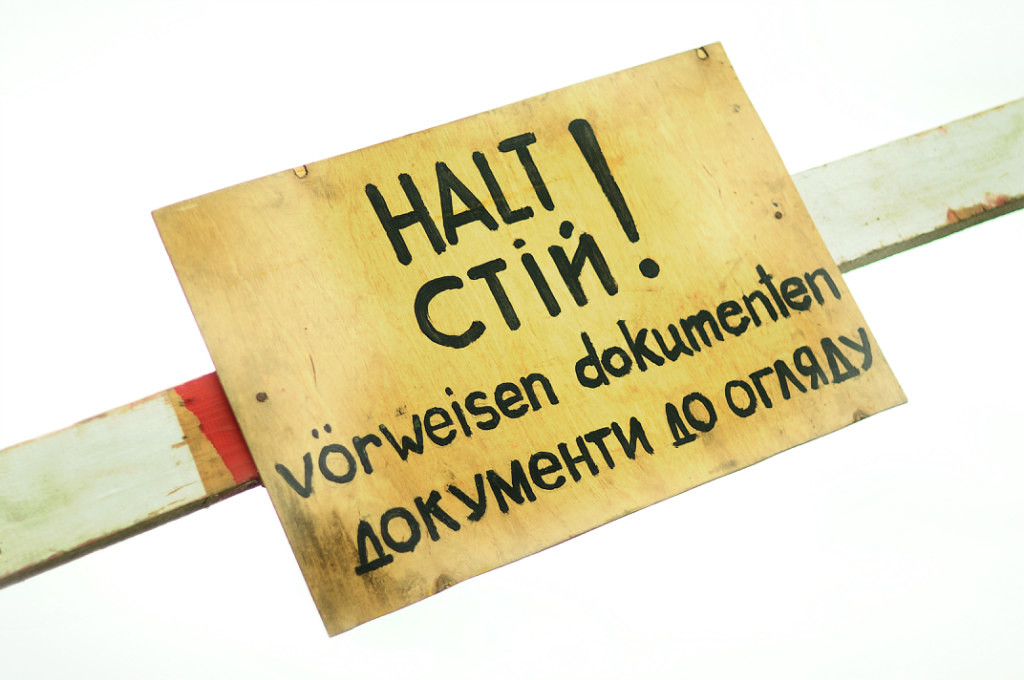 HALT!
СТІЙ
vörweisen dokumenten
документи до огляду